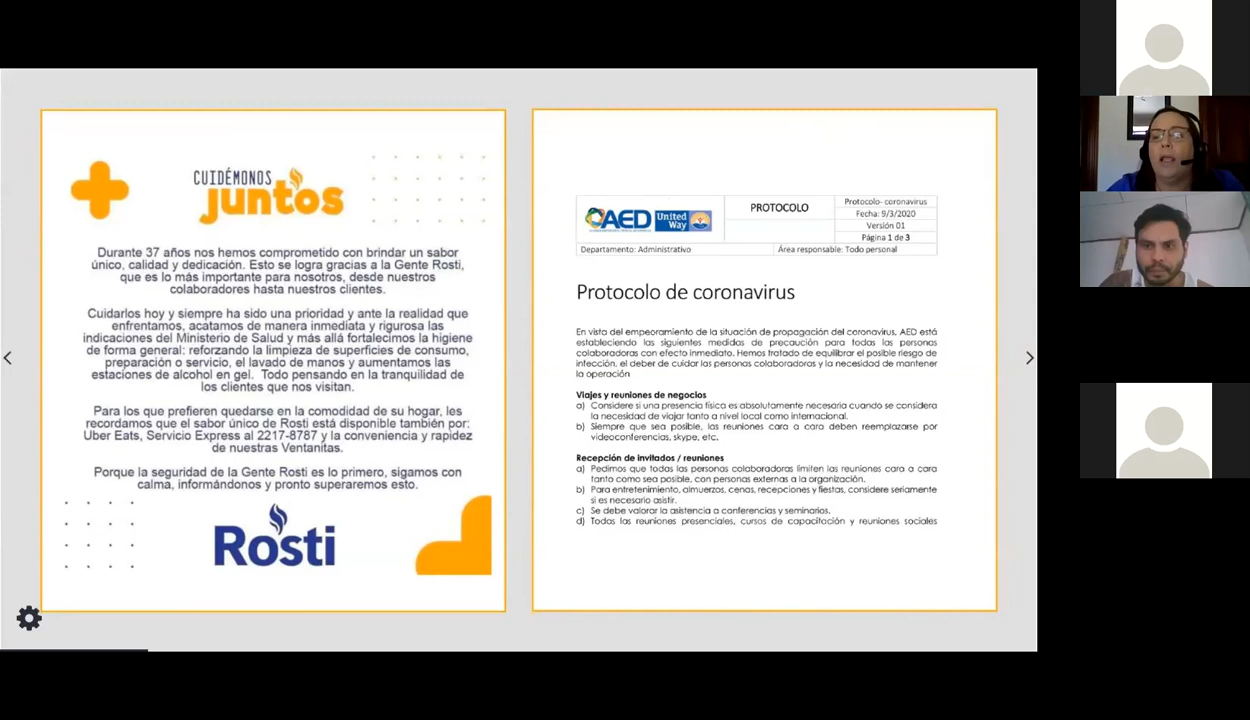 CUIDÉMONOS
juntos
Durante 37 años nos hemos comprometido con brindar un sabor
único, calidad y dedicación. Esto se logra gracias a la Gente Rosti,
que es lo más importante para nosotros, desde nuestros
colaboradores hasta nuestros clientes.
Cuidarlos hoy y siempre ha sido una prioridad y ante la realidad que
enfrentamos, acatamos de manera inmediata y rigurosa las
indicaciones del Ministerio de Salud y más allá fortalecimos la higiene
de forma general: reforzando la limpieza de superficies de consumo,
preparación o servicio, el lavado de manos y aumentamos las
estaciones de alcohol en gel. Todo pensando en la tranquilidad de
los clientes que nos visitan.
Para los que prefieren quedarse en la comodidad de su hogar, les
recordamos que el sabor único de Rosti está disponible también por:
Uber Eats, Servicio Express al 2217-8787 y la conveniencia y rapidez
de nuestras Ventanitas.
Porque la seguridad de la Gente Rosti es lo primero, sigamos con
calma, informándonos y pronto superaremos esto.
Rosti
AED United Way
PROTOCOLO
Protocolo- coronavirus
Fecha: 9/3/2020
Versión 01
Página 1 de 3
Departamento: Administrativo
Área responsable: Todo personal
Protocolo de coronavirus
En vista del empeoramiento de la situación de propagación del coronavirus, AED está
estableciendo las siguientes medidas de precaución para todas las personas
colaboradoras con efecto inmediato. Hemos tratado de equilibrar el posible riesgo de
infección, el deber de cuidar las personas colaboradoras y la necesidad de mantener
la operación
Viajes y reuniones de negocios
a) Considere si una presencia física es absolutamente necesaria cuando se considera
la necesidad de viajar tanto a nivel local como internacional.
b) Siempre que sea posible, las reuniones cara a cara deben reemplazarse por
videoconferencias, skype, etc.
Recepción de invitados / reuniones
a) Pedimos que todas las personas colaboradoras limiten las reuniones cara a cara
tanto como sea posible, con personas externas a la organización.
b) Para entretenimiento, almuerzos, cenas, recepciones y fiestas, considere seriamente
si es necesario asistir.
c) Se debe valorar la asistencia a conferencias y seminarios.
d) Todas las reuniones presenciales, cursos de capacitación y reuniones sociales